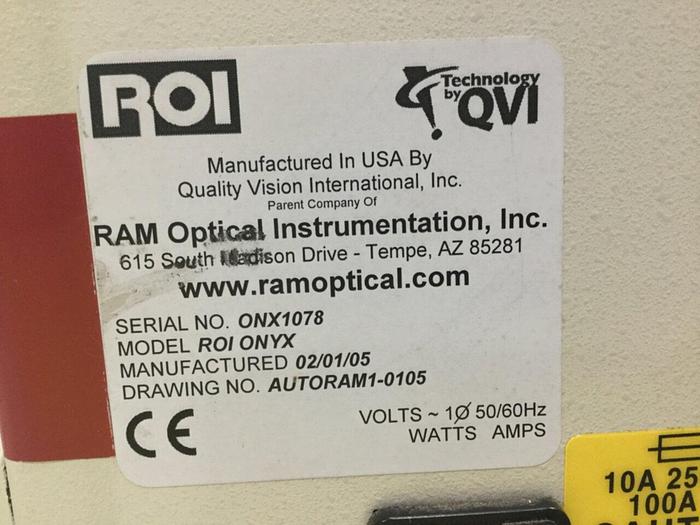 ROI
Technology
by QVI
Manufactured In USA By
Quality Vision International, Inc.
Parent Company Of
RAM Optical Instrumentation, Inc.
615 South Madison Drive - Tempe, AZ 85281
www.ramoptical.com
SERIAL NO. ONX1078
MODEL ROI ONYX
MANUFACTURED 02/01/05
DRAWING NO. AUTORAM1-0105
CE
VOLTS ~ 1Ø 50/60Hz
WATTS AMPS
10A 25
100A